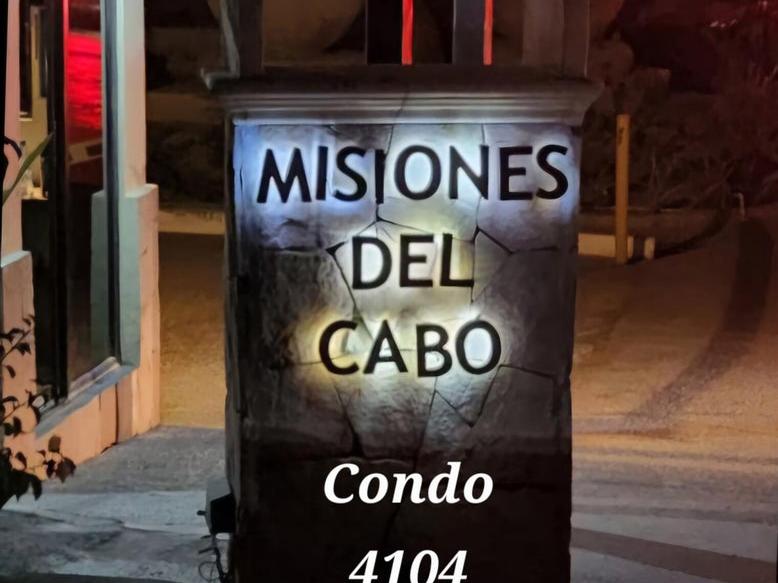 MISIONES
DEL
CABO
Condo
4104